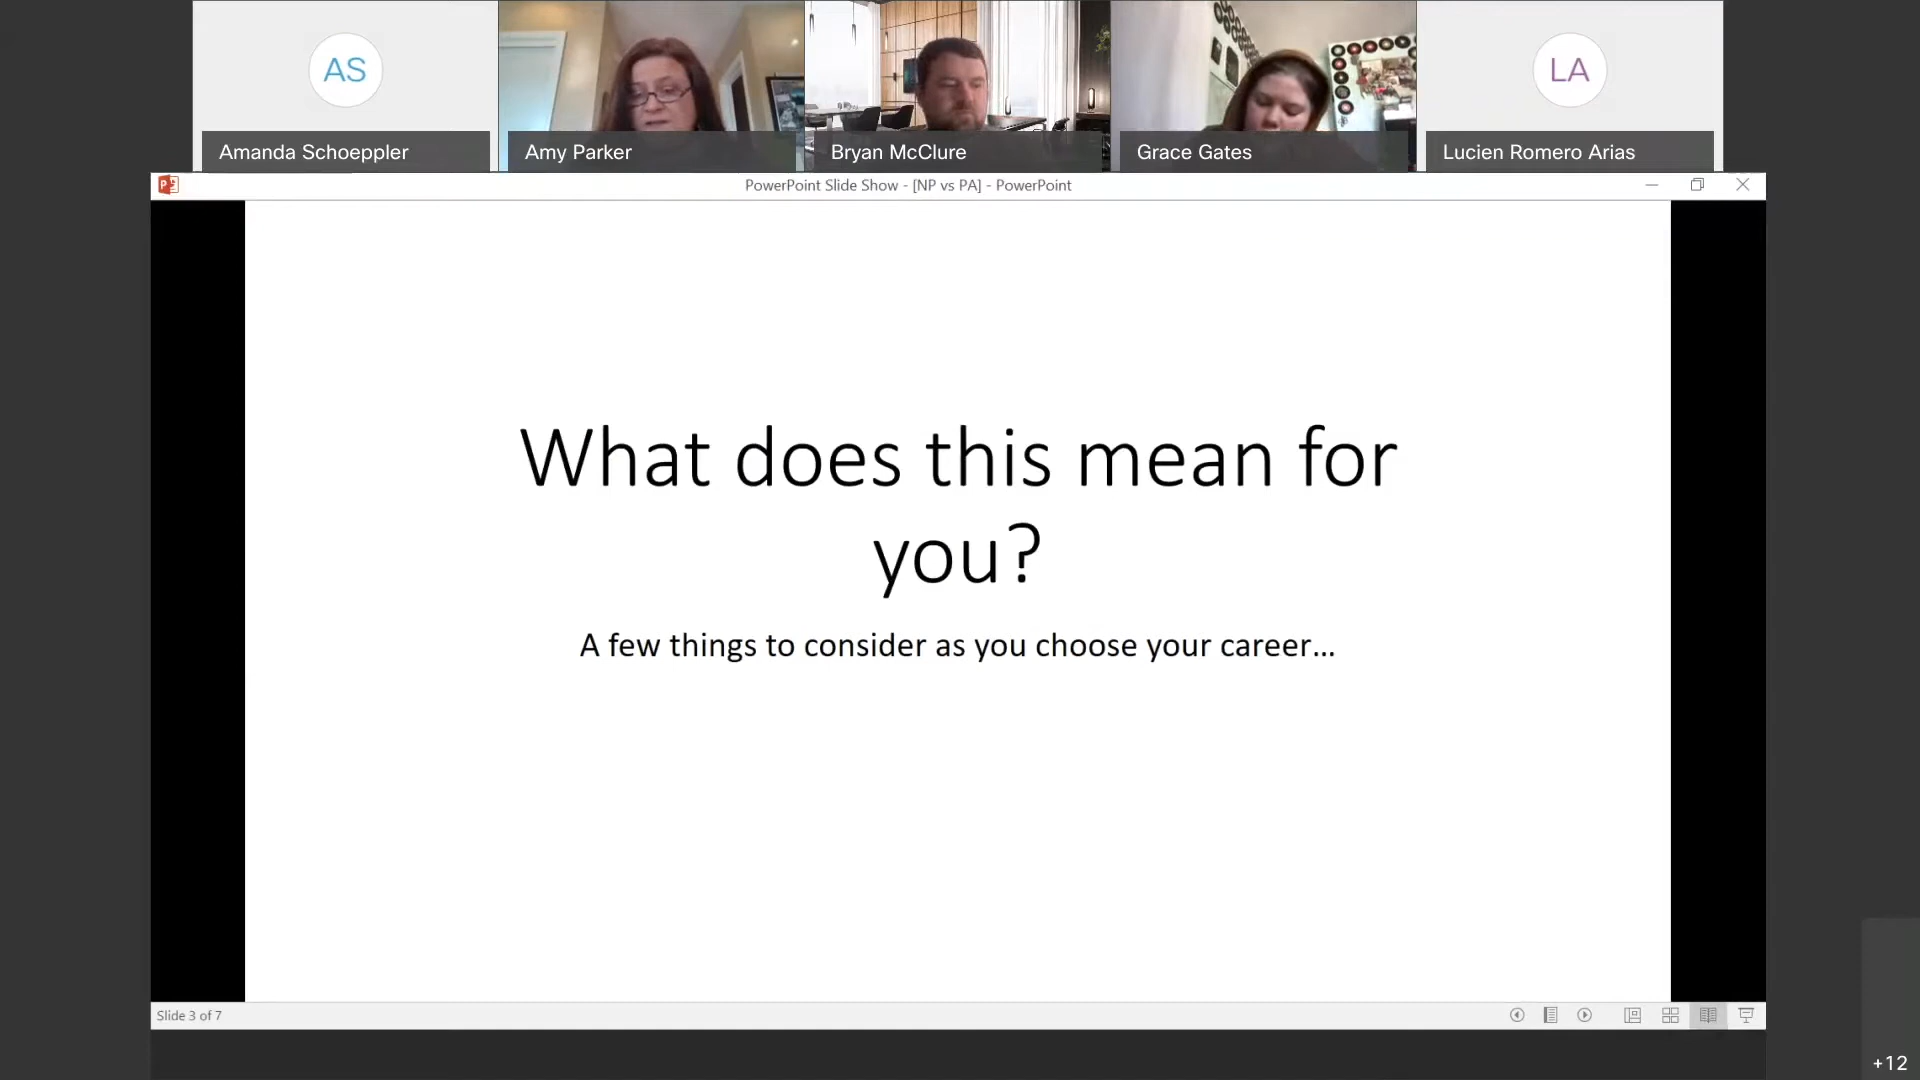 AS
LA
Amanda Schoeppler
Amy Parker
Bryan McClure
Grace Gates
Lucien Romero Arias
PowerPoint Slide Show - [NP vs PA] - PowerPoint
What does this mean for
you?
A few things to consider as you choose your career...
Slide 3 of 7
+12